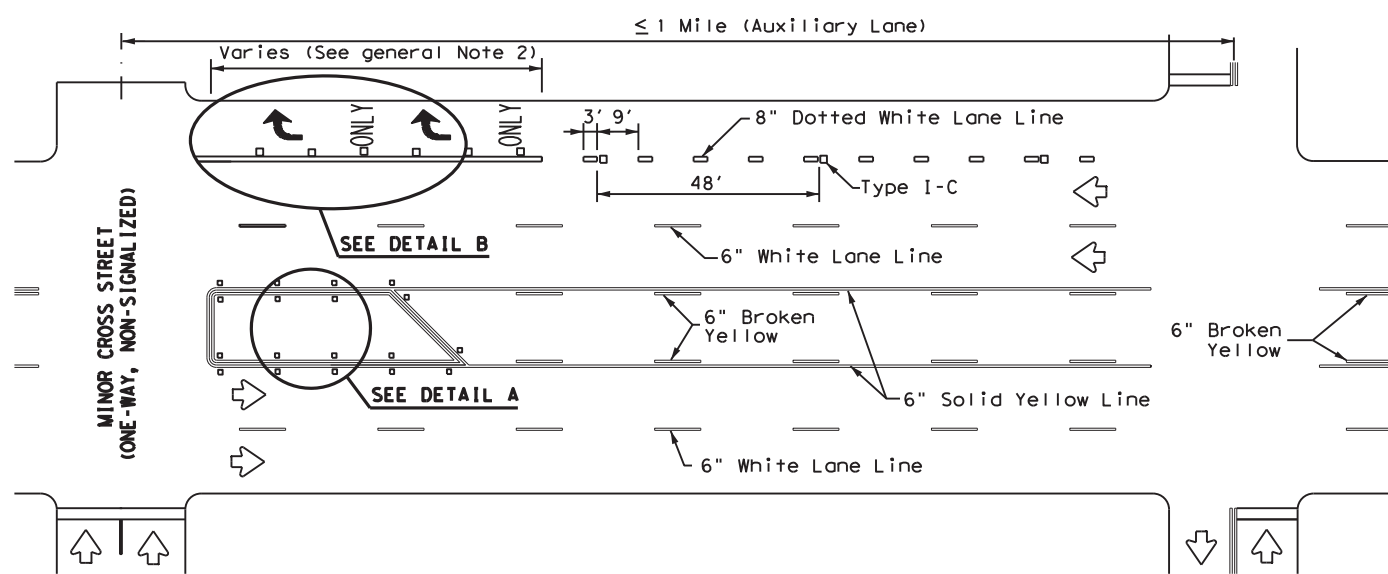 ≤ 1 Mile (Auxiliary Lane)
Varies (See general Note 2)
ONLY
ONLY
3' 9'
8" Dotted White Lane Line
48'
Type I-C
SEE DETAIL B
6" White Lane Line
MINOR CROSS STREET
(ONE-WAY, NON-SIGNALIZED)
6" Broken
Yellow
6" Broken
Yellow
SEE DETAIL A
6" Solid Yellow Line
6" White Lane Line